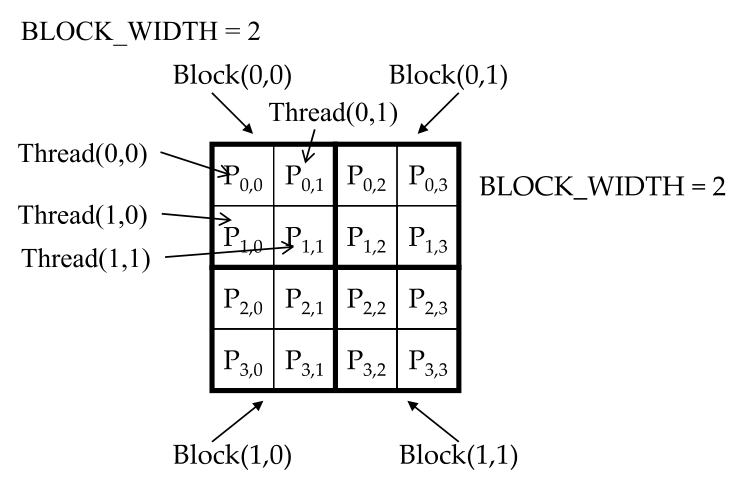 BLOCK_WIDTH = 2
Block(0,0) Block(0,1)
Thread(0,1)
Thread(0,0)
P0,0 P0,1 P0,2 P0,3
BLOCK_WIDTH = 2
Thread(1,0)
P1,0 P1,1 P1,2 P1,3
Thread(1,1)
P2,0 P2,1 P2,2 P2,3
P3,0 P3,1 P3,2 P3,3
Block(1,0) Block(1,1)